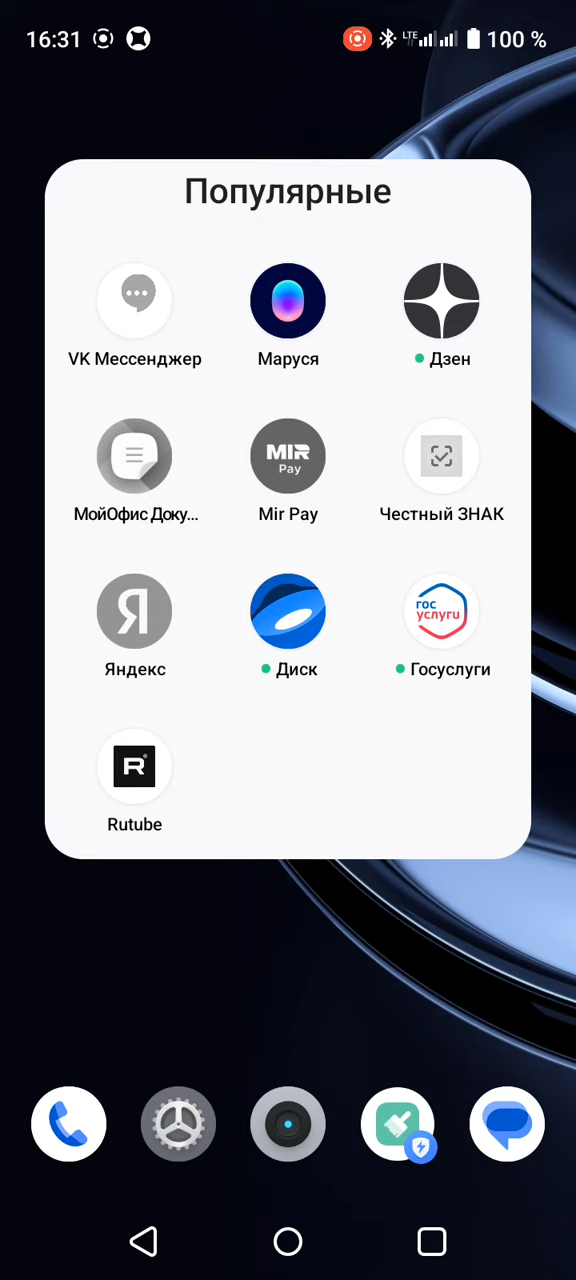 16:31
LTE
100 %
Популярные
VK Мессенджер
Маруся
Дзен
МойОфис Доку...
MIR
Pay
Mir Pay
Честный ЗНАК
Я
Яндекс
Диск
гос
услуги
Госуслуги
R
Rutube